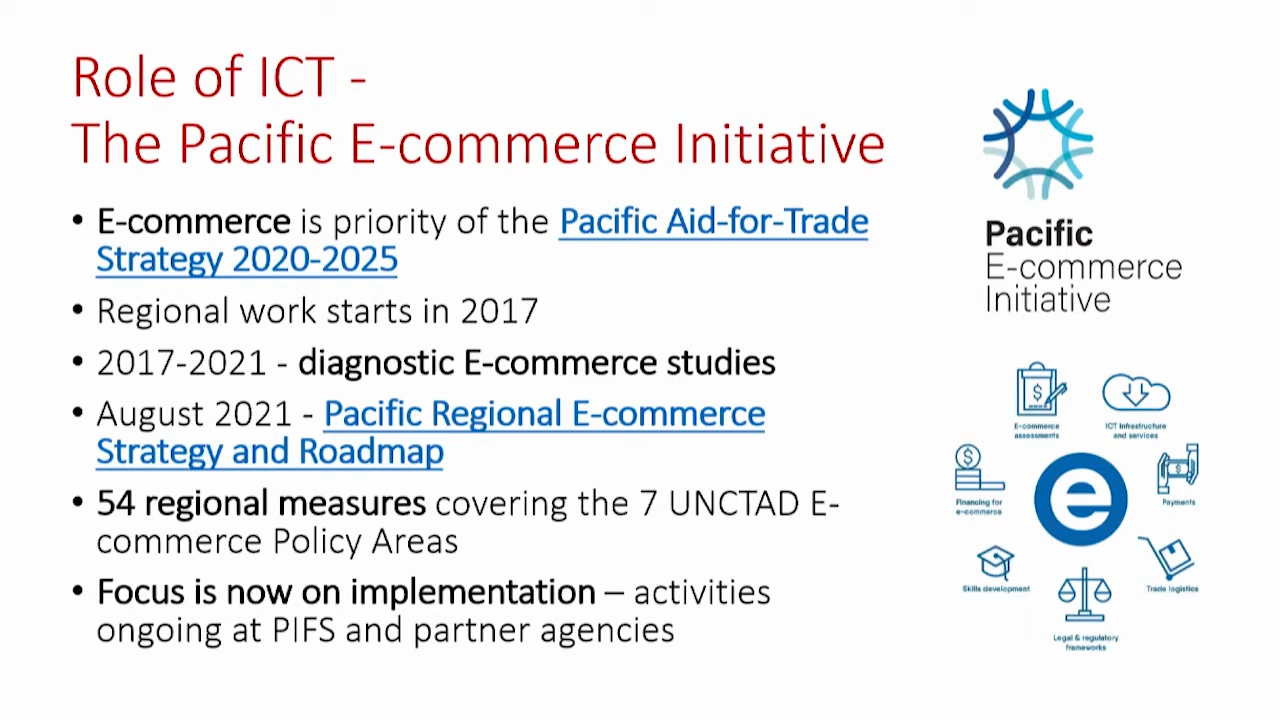 Role of ICT -
The Pacific E-commerce Initiative
• E-commerce is priority of the Pacific Aid-for-Trade
Strategy 2020-2025
• Regional work starts in 2017
• 2017-2021 - diagnostic E-commerce studies
• August 2021 - Pacific Regional E-commerce
Strategy and Roadmap
• 54 regional measures covering the 7 UNCTAD E-
commerce Policy Areas
• Focus is now on implementation – activities
ongoing at PIFS and partner agencies
Pacific
E-commerce
Initiative
E-commerce
assessments
ICT Infrastructure
and services
Financing for
e-commerce
e
Payments
Skills development
Trade logistics
Legal & regulatory
frameworks